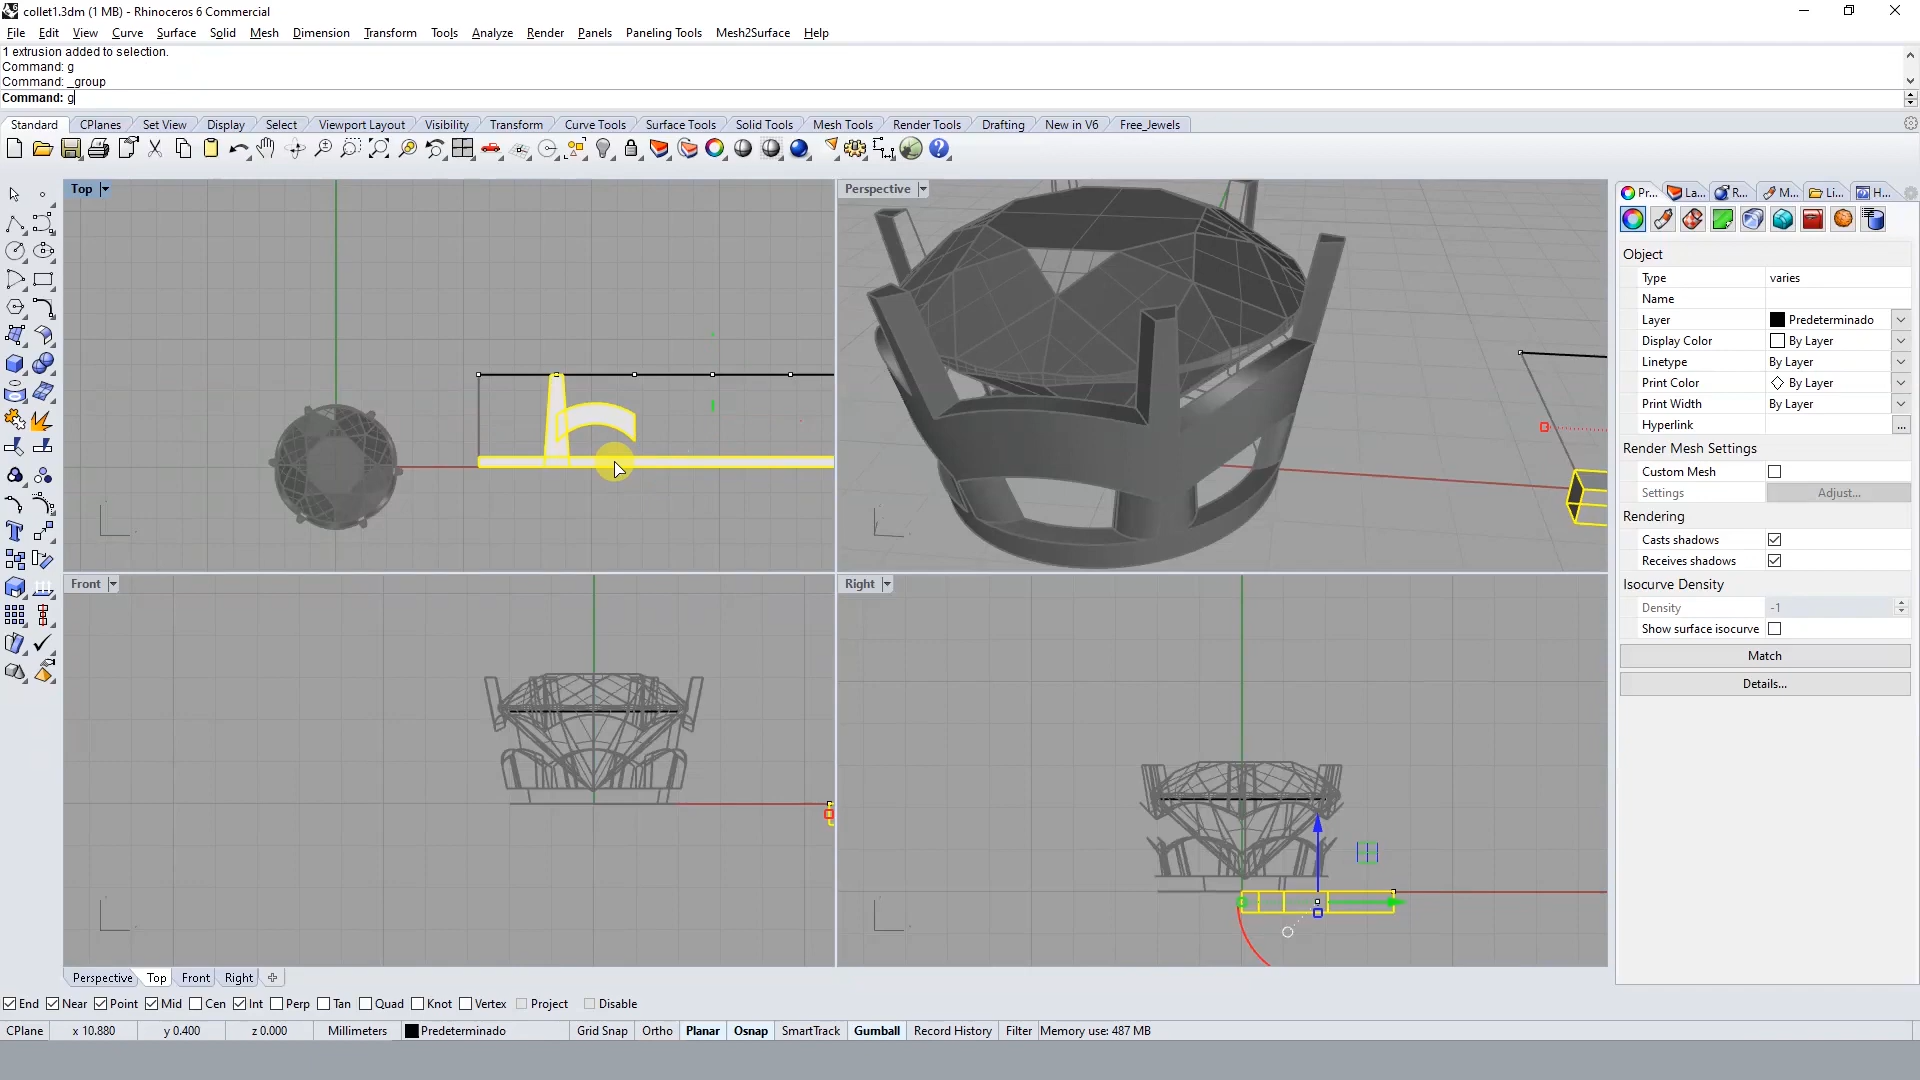 collet1.3dm (1 MB) - Rhinoceros 6 Commercial
File Edit View Curve Surface Solid Mesh Dimension Transform Tools Analyze Render Panels Paneling Tools Mesh2Surface Help
1 extrusion added to selection.
Command: g
Command: _group
Command: g
Standard CPlanes Set View Display Select Viewport Layout Visibility Transform Curve Tools Surface Tools Solid Tools Mesh Tools Render Tools Drafting New in V6 Free_Jewels
Top
Perspective
Pr... La... R... M... Li... H...
Object
Type varies
Name
Layer Predeterminado
Display Color By Layer
Linetype By Layer
Print Color By Layer
Print Width By Layer
Hyperlink ...
Render Mesh Settings
Custom Mesh
Settings Adjust...
Rendering
Casts shadows
Receives shadows
Isocurve Density
Density -1
Show surface isocurve
Match
Details...
Front
Right
Perspective Top Front Right
End Near Point Mid Cen Int Perp Tan Quad Knot Vertex Project Disable
CPlane x 10.880 y 0.400 z 0.000 Millimeters Predeterminado Grid Snap Ortho Planar Osnap SmartTrack Gumball Record History Filter Memory use: 487 MB